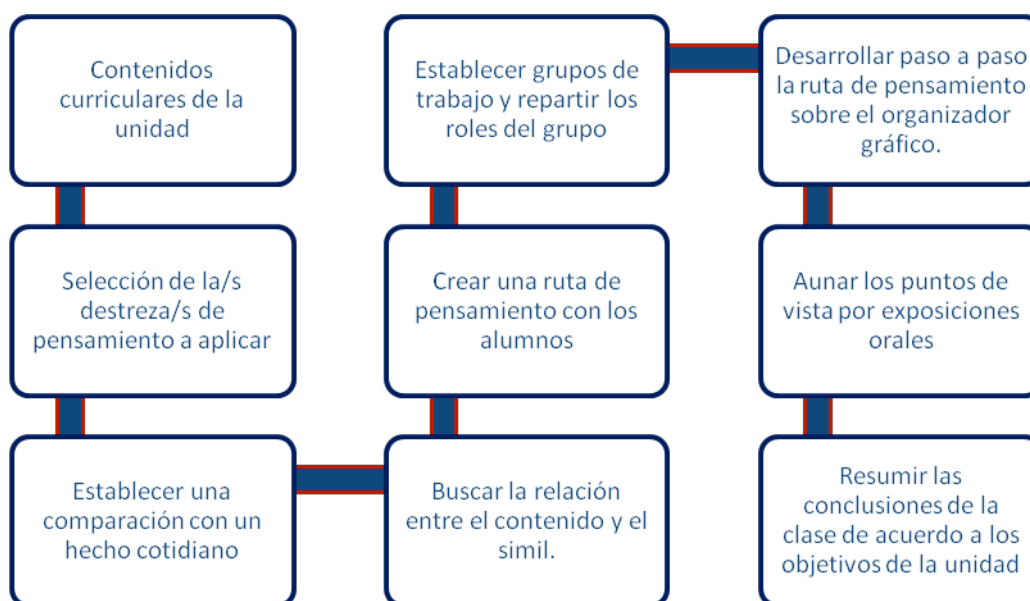 Contenidos
curriculares de la
unidad
Selección de la/s
destreza/s de
pensamiento a aplicar
Establecer una
comparación con un
hecho cotidiano
Buscar la relación
entre el contenido y el
simil.
Crear una ruta de
pensamiento con los
alumnos
Establecer grupos de
trabajo y repartir los
roles del grupo
Desarrollar paso a paso
la ruta de pensamiento
sobre el organizador
gráfico.
Aunar los puntos de
vista por exposiciones
orales
Resumir las
conclusiones de la
clase de acuerdo a los
objetivos de la unidad